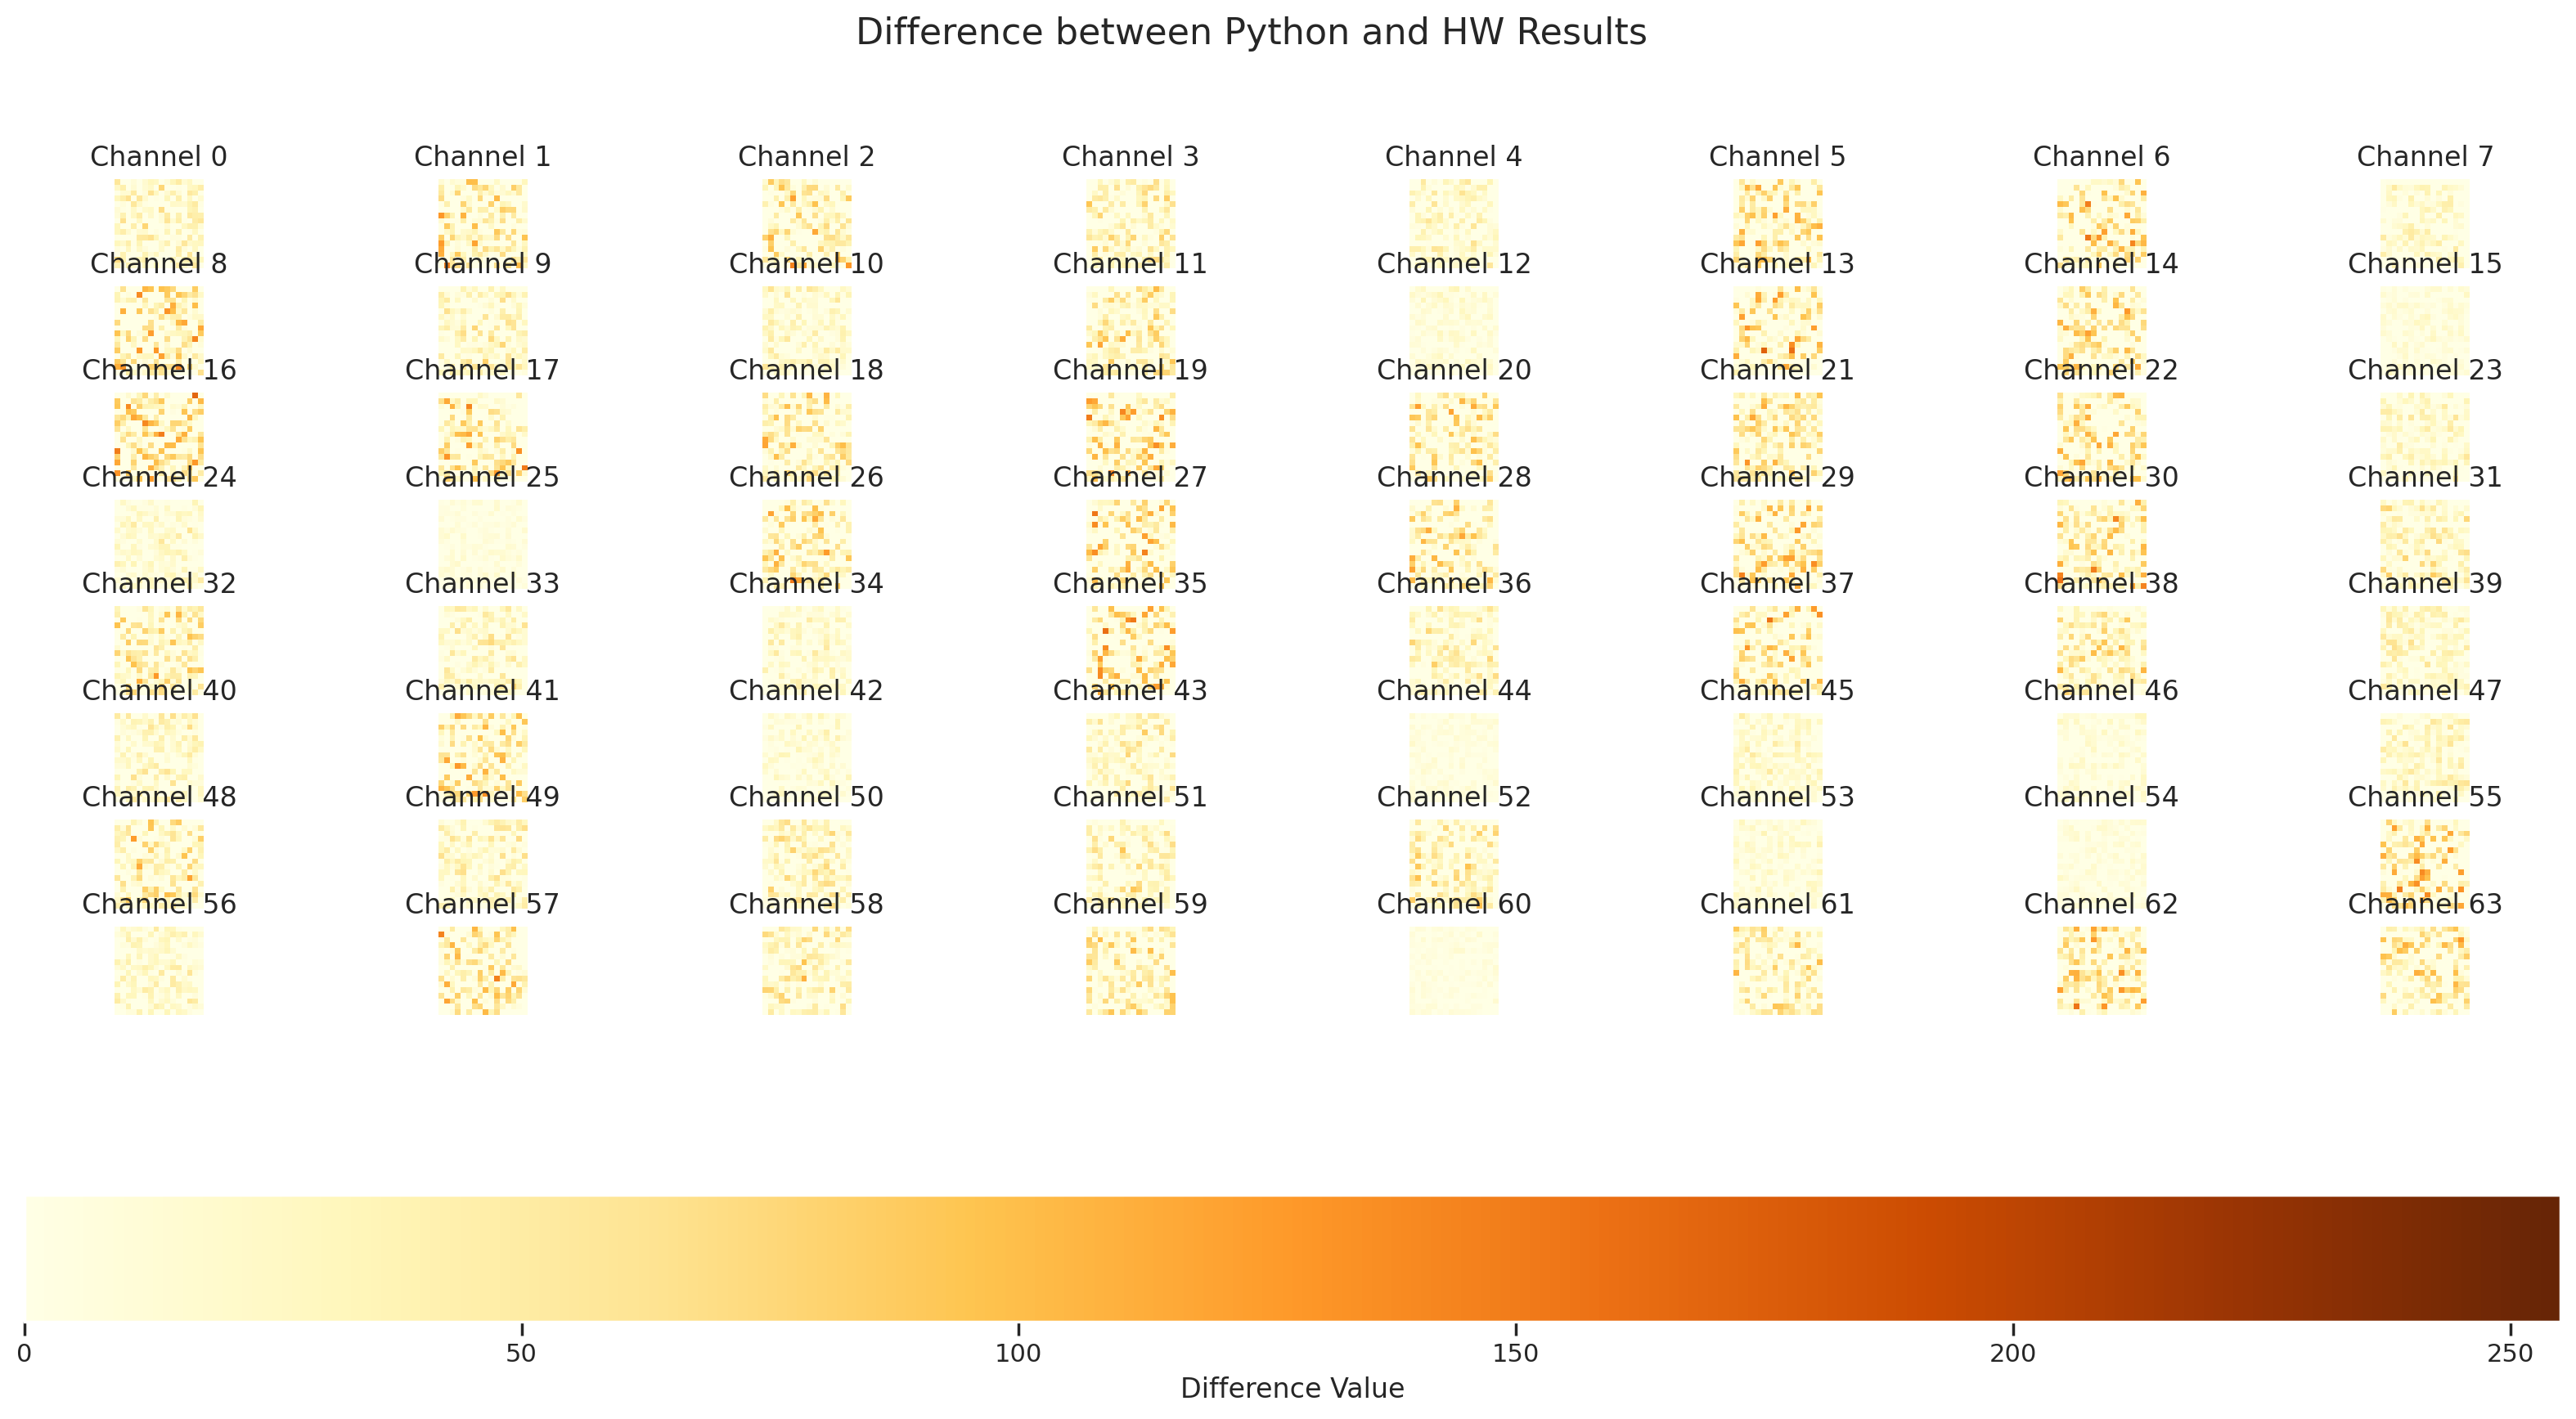 Difference between Python and HW Results
Channel 0 Channel 1 Channel 2 Channel 3 Channel 4 Channel 5 Channel 6 Channel 7
Channel 8 Channel 9 Channel 10 Channel 11 Channel 12 Channel 13 Channel 14 Channel 15
Channel 16 Channel 17 Channel 18 Channel 19 Channel 20 Channel 21 Channel 22 Channel 23
Channel 24 Channel 25 Channel 26 Channel 27 Channel 28 Channel 29 Channel 30 Channel 31
Channel 32 Channel 33 Channel 34 Channel 35 Channel 36 Channel 37 Channel 38 Channel 39
Channel 40 Channel 41 Channel 42 Channel 43 Channel 44 Channel 45 Channel 46 Channel 47
Channel 48 Channel 49 Channel 50 Channel 51 Channel 52 Channel 53 Channel 54 Channel 55
Channel 56 Channel 57 Channel 58 Channel 59 Channel 60 Channel 61 Channel 62 Channel 63
0 50 100 150 200 250
Difference Value